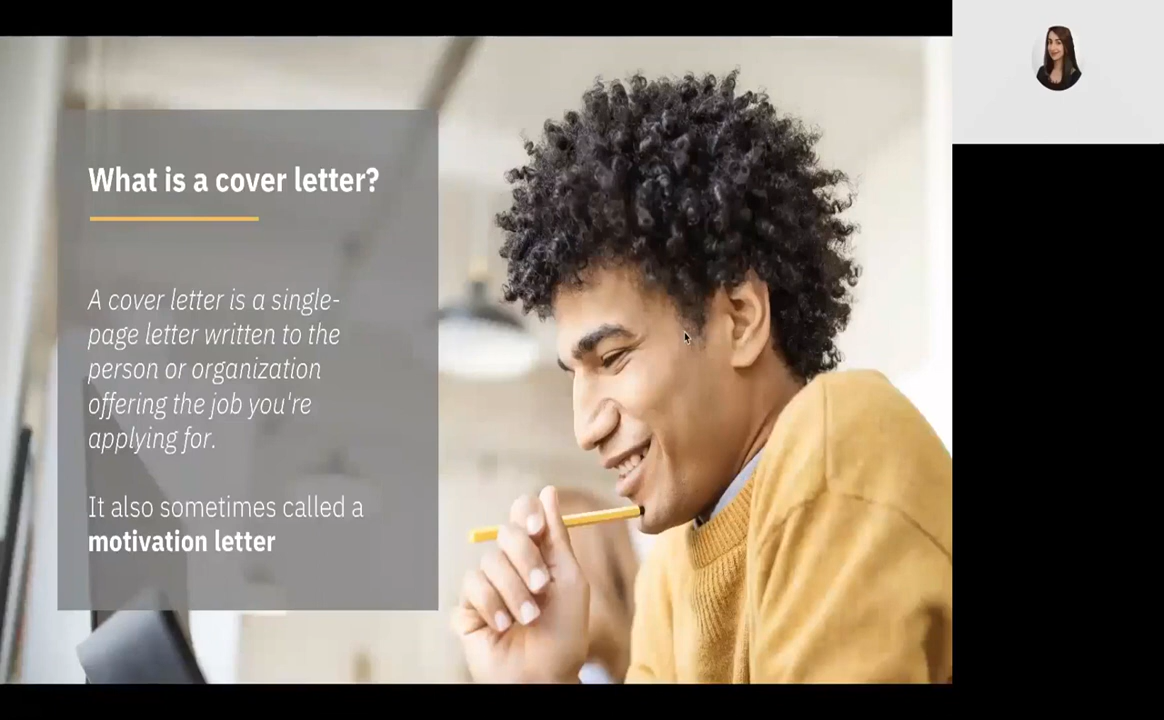 What is a cover letter?
A cover letter is a single-
page letter written to the
person or organization
offering the job you're
applying for.
It also sometimes called a
motivation letter